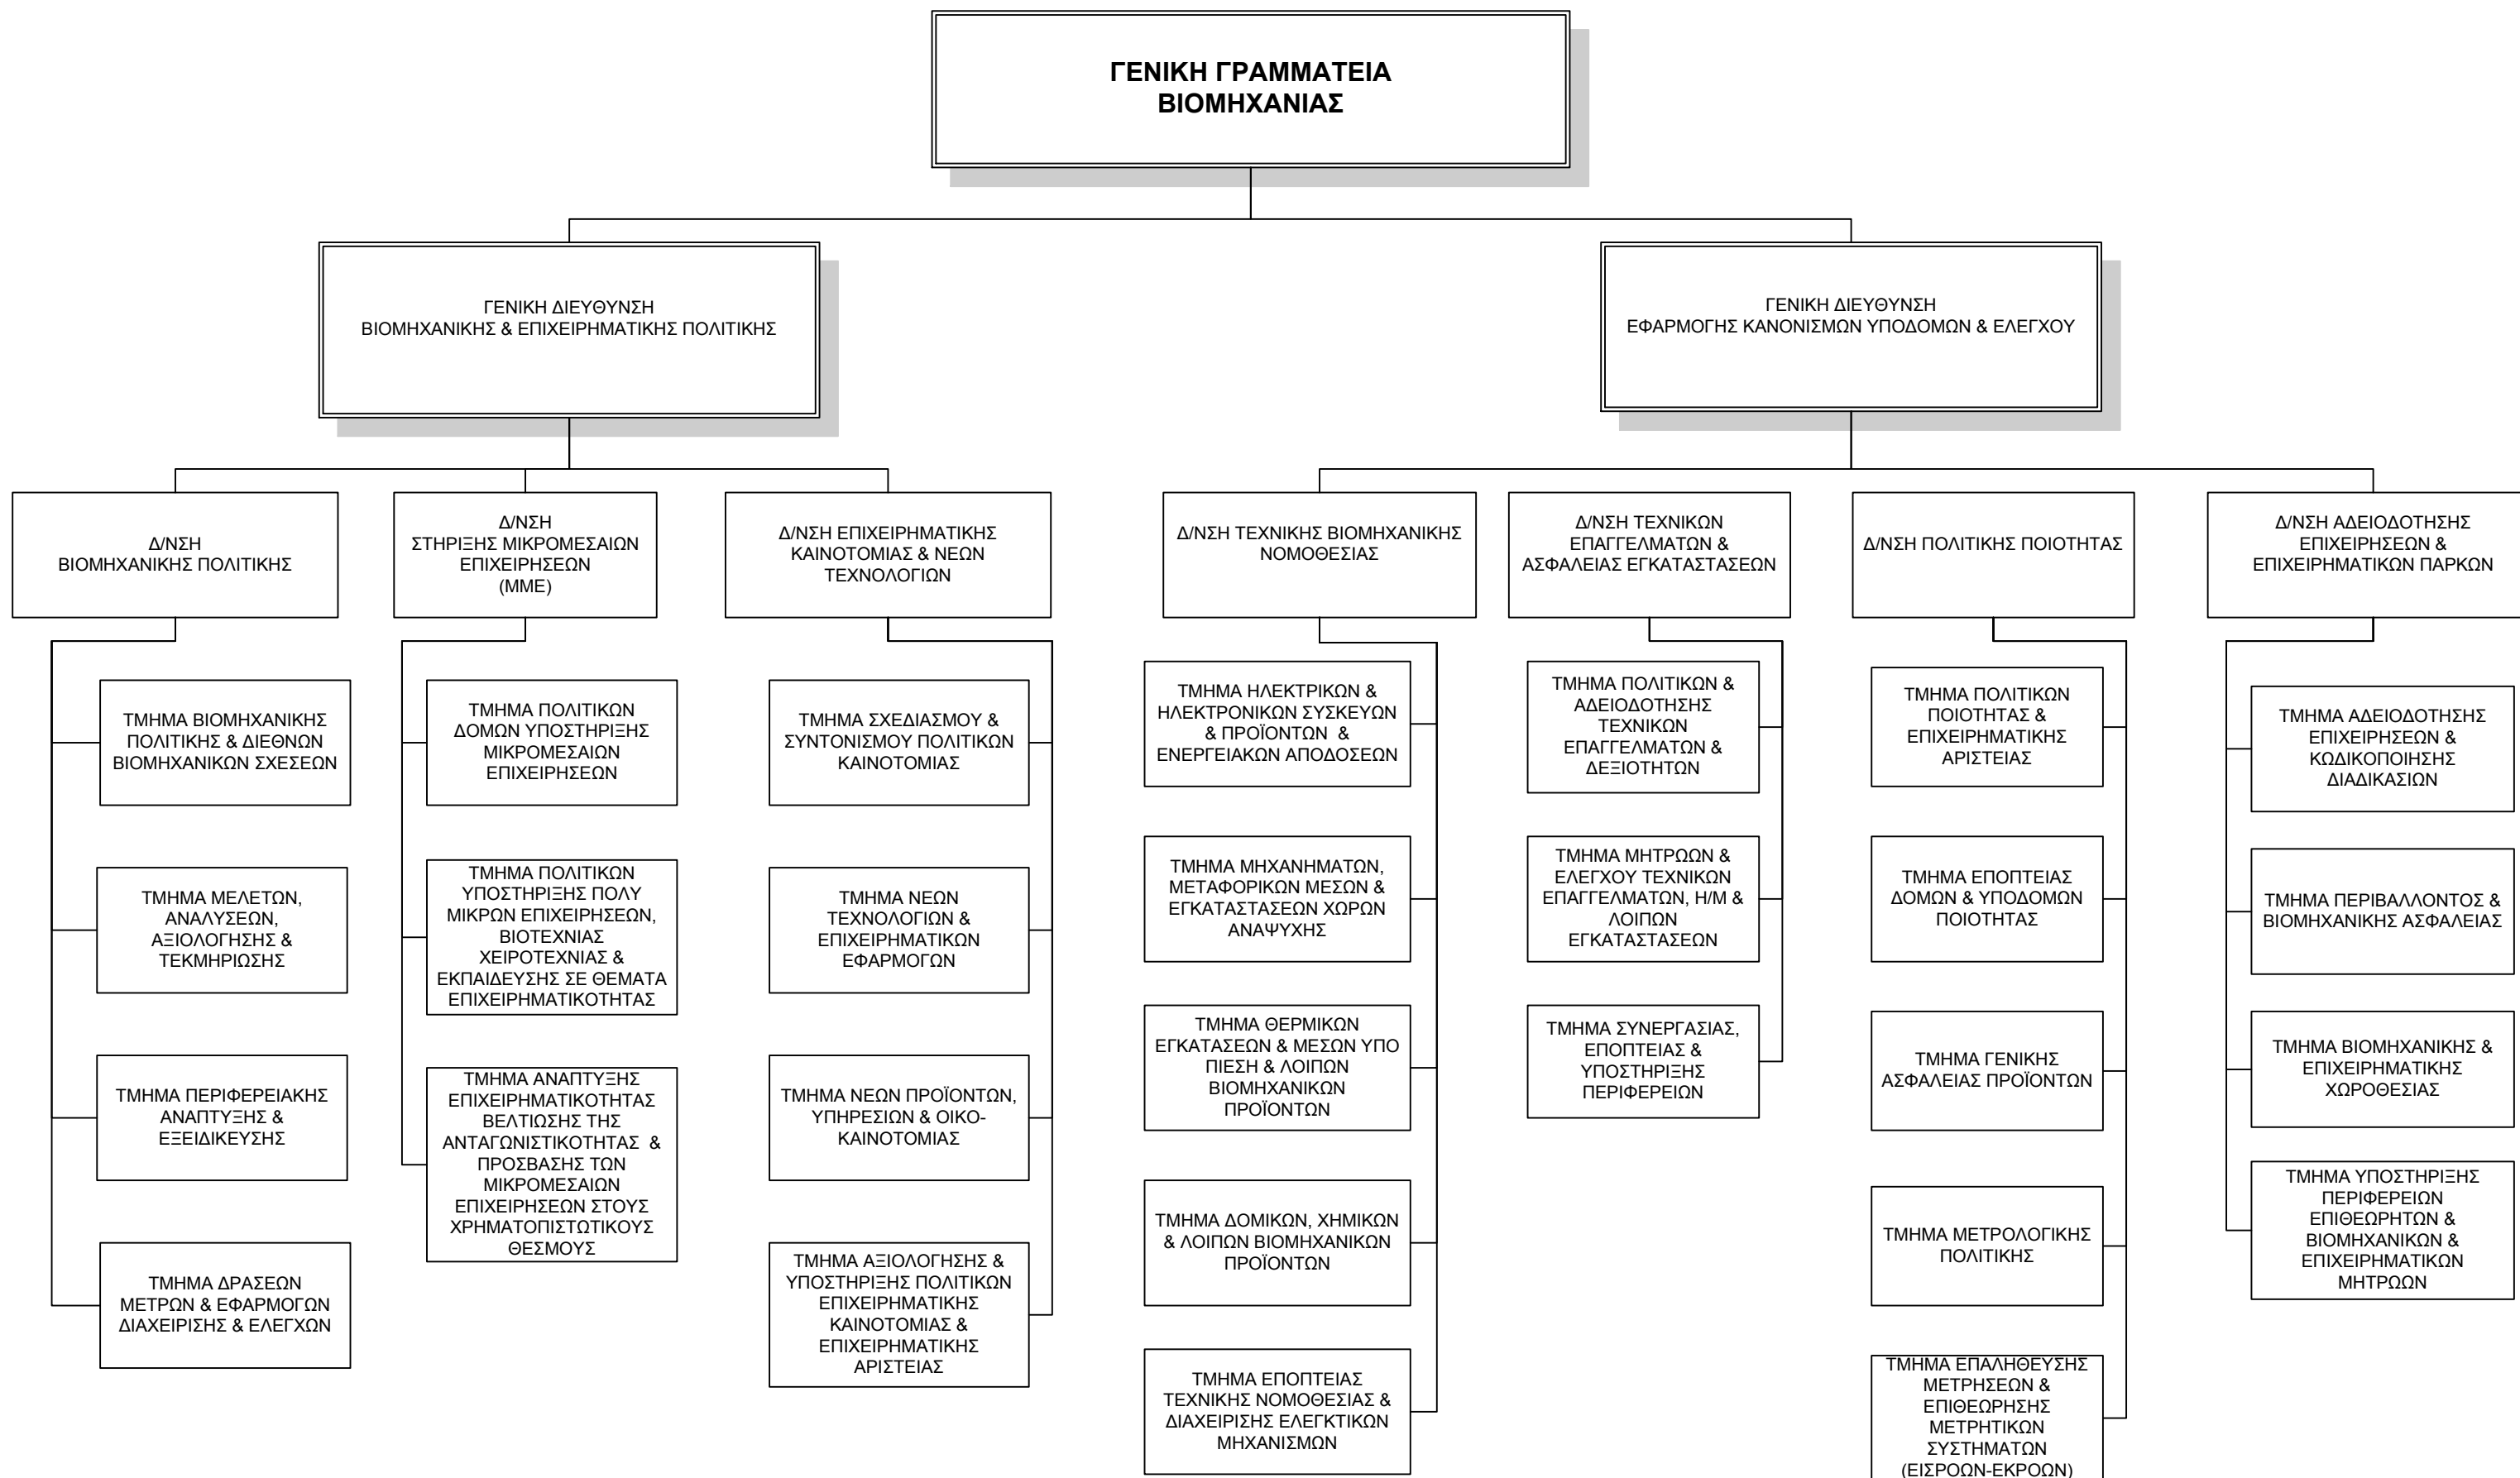 ΓΕΝΙΚΗ ΓΡΑΜΜΑΤΕΙΑ
ΒΙΟΜΗΧΑΝΙΑΣ
ΓΕΝΙΚΗ ΔΙΕΥΘΥΝΣΗ
ΒΙΟΜΗΧΑΝΙΚΗΣ & ΕΠΙΧΕΙΡΗΜΑΤΙΚΗΣ ΠΟΛΙΤΙΚΗΣ
ΓΕΝΙΚΗ ΔΙΕΥΘΥΝΣΗ
ΕΦΑΡΜΟΓΗΣ ΚΑΝΟΝΙΣΜΩΝ ΥΠΟΔΟΜΩΝ & ΕΛΕΓΧΟΥ
Δ/ΝΣΗ
ΒΙΟΜΗΧΑΝΙΚΗΣ ΠΟΛΙΤΙΚΗΣ
Δ/ΝΣΗ
ΣΤΗΡΙΞΗΣ ΜΙΚΡΟΜΕΣΑΙΩΝ
ΕΠΙΧΕΙΡΗΣΕΩΝ
(ΜΜΕ)
Δ/ΝΣΗ ΕΠΙΧΕΙΡΗΜΑΤΙΚΗΣ
ΚΑΙΝΟΤΟΜΙΑΣ & ΝΕΩΝ
ΤΕΧΝΟΛΟΓΙΩΝ
Δ/ΝΣΗ ΤΕΧΝΙΚΗΣ ΒΙΟΜΗΧΑΝΙΚΗΣ
ΝΟΜΟΘΕΣΙΑΣ
Δ/ΝΣΗ ΤΕΧΝΙΚΩΝ
ΕΠΑΓΓΕΛΜΑΤΩΝ &
ΑΣΦΑΛΕΙΑΣ ΕΓΚΑΤΑΣΤΑΣΕΩΝ
Δ/ΝΣΗ ΠΟΛΙΤΙΚΗΣ ΠΟΙΟΤΗΤΑΣ
Δ/ΝΣΗ ΑΔΕΙΟΔΟΤΗΣΗΣ
ΕΠΙΧΕΙΡΗΣΕΩΝ &
ΕΠΙΧΕΙΡΗΜΑΤΙΚΩΝ ΠΑΡΚΩΝ
ΤΜΗΜΑ ΒΙΟΜΗΧΑΝΙΚΗΣ
ΠΟΛΙΤΙΚΗΣ & ΔΙΕΘΝΩΝ
ΒΙΟΜΗΧΑΝΙΚΩΝ ΣΧΕΣΕΩΝ
ΤΜΗΜΑ ΜΕΛΕΤΩΝ,
ΑΝΑΛΥΣΕΩΝ,
ΑΞΙΟΛΟΓΗΣΗΣ &
ΤΕΚΜΗΡΙΩΣΗΣ
ΤΜΗΜΑ ΠΕΡΙΦΕΡΕΙΑΚΗΣ
ΑΝΑΠΤΥΞΗΣ &
ΕΞΕΙΔΙΚΕΥΣΗΣ
ΤΜΗΜΑ ΔΡΑΣΕΩΝ
ΜΕΤΡΩΝ & ΕΦΑΡΜΟΓΩΝ
ΔΙΑΧΕΙΡΙΣΗΣ & ΕΛΕΓΧΩΝ
ΤΜΗΜΑ ΠΟΛΙΤΙΚΩΝ
ΔΟΜΩΝ ΥΠΟΣΤΗΡΙΞΗΣ
ΜΙΚΡΟΜΕΣΑΙΩΝ
ΕΠΙΧΕΙΡΗΣΕΩΝ
ΤΜΗΜΑ ΠΟΛΙΤΙΚΩΝ
ΥΠΟΣΤΗΡΙΞΗΣ ΠΟΛΥ
ΜΙΚΡΩΝ ΕΠΙΧΕΙΡΗΣΕΩΝ,
ΒΙΟΤΕΧΝΙΑΣ
ΧΕΙΡΟΤΕΧΝΙΑΣ &
ΕΚΠΑΙΔΕΥΣΗΣ ΣΕ ΘΕΜΑΤΑ
ΕΠΙΧΕΙΡΗΜΑΤΙΚΟΤΗΤΑΣ
ΤΜΗΜΑ ΑΝΑΠΤΥΞΗΣ
ΕΠΙΧΕΙΡΗΜΑΤΙΚΟΤΗΤΑΣ
ΒΕΛΤΙΩΣΗΣ ΤΗΣ
ΑΝΤΑΓΩΝΙΣΤΙΚΟΤΗΤΑΣ &
ΠΡΟΣΒΑΣΗΣ ΤΩΝ
ΜΙΚΡΟΜΕΣΑΙΩΝ
ΕΠΙΧΕΙΡΗΣΕΩΝ ΣΤΟΥΣ
ΧΡΗΜΑΤΟΠΙΣΤΩΤΙΚΟΥΣ
ΘΕΣΜΟΥΣ
ΤΜΗΜΑ ΣΧΕΔΙΑΣΜΟΥ &
ΣΥΝΤΟΝΙΣΜΟΥ ΠΟΛΙΤΙΚΩΝ
ΚΑΙΝΟΤΟΜΙΑΣ
ΤΜΗΜΑ ΝΕΩΝ
ΤΕΧΝΟΛΟΓΙΩΝ &
ΕΠΙΧΕΙΡΗΜΑΤΙΚΩΝ
ΕΦΑΡΜΟΓΩΝ
ΤΜΗΜΑ ΝΕΩΝ ΠΡΟΪΟΝΤΩΝ,
ΥΠΗΡΕΣΙΩΝ & ΟΙΚΟ-
ΚΑΙΝΟΤΟΜΙΑΣ
ΤΜΗΜΑ ΑΞΙΟΛΟΓΗΣΗΣ &
ΥΠΟΣΤΗΡΙΞΗΣ ΠΟΛΙΤΙΚΩΝ
ΕΠΙΧΕΙΡΗΜΑΤΙΚΗΣ
ΚΑΙΝΟΤΟΜΙΑΣ &
ΕΠΙΧΕΙΡΗΜΑΤΙΚΗΣ
ΑΡΙΣΤΕΙΑΣ
ΤΜΗΜΑ ΗΛΕΚΤΡΙΚΩΝ &
ΗΛΕΚΤΡΟΝΙΚΩΝ ΣΥΣΚΕΥΩΝ
& ΠΡΟΪΟΝΤΩΝ &
ΕΝΕΡΓΕΙΑΚΩΝ ΑΠΟΔΟΣΕΩΝ
ΤΜΗΜΑ ΜΗΧΑΝΗΜΑΤΩΝ,
ΜΕΤΑΦΟΡΙΚΩΝ ΜΕΣΩΝ &
ΕΓΚΑΤΑΣΤΑΣΕΩΝ ΧΩΡΩΝ
ΑΝΑΨΥΧΗΣ
ΤΜΗΜΑ ΘΕΡΜΙΚΩΝ
ΕΓΚΑΤΑΣΕΩΝ & ΜΕΣΩΝ ΥΠΟ
ΠΙΕΣΗ & ΛΟΙΠΩΝ
ΒΙΟΜΗΧΑΝΙΚΩΝ
ΠΡΟΪΟΝΤΩΝ
ΤΜΗΜΑ ΔΟΜΙΚΩΝ, ΧΗΜΙΚΩΝ
& ΛΟΙΠΩΝ ΒΙΟΜΗΧΑΝΙΚΩΝ
ΠΡΟΪΟΝΤΩΝ
ΤΜΗΜΑ ΕΠΟΠΤΕΙΑΣ
ΤΕΧΝΙΚΗΣ ΝΟΜΟΘΕΣΙΑΣ &
ΔΙΑΧΕΙΡΙΣΗΣ ΕΛΕΓΚΤΙΚΩΝ
ΜΗΧΑΝΙΣΜΩΝ
ΤΜΗΜΑ ΠΟΛΙΤΙΚΩΝ &
ΑΔΕΙΟΔΟΤΗΣΗΣ
ΤΕΧΝΙΚΩΝ
ΕΠΑΓΓΕΛΜΑΤΩΝ &
ΔΕΞΙΟΤΗΤΩΝ
ΤΜΗΜΑ ΜΗΤΡΩΩΝ &
ΕΛΕΓΧΟΥ ΤΕΧΝΙΚΩΝ
ΕΠΑΓΓΕΛΜΑΤΩΝ, Η/Μ &
ΛΟΙΠΩΝ
ΕΓΚΑΤΑΣΤΑΣΕΩΝ
ΤΜΗΜΑ ΣΥΝΕΡΓΑΣΙΑΣ,
ΕΠΟΠΤΕΙΑΣ &
ΥΠΟΣΤΗΡΙΞΗΣ
ΠΕΡΙΦΕΡΕΙΩΝ
ΤΜΗΜΑ ΠΟΛΙΤΙΚΩΝ
ΠΟΙΟΤΗΤΑΣ &
ΕΠΙΧΕΙΡΗΜΑΤΙΚΗΣ
ΑΡΙΣΤΕΙΑΣ
ΤΜΗΜΑ ΕΠΟΠΤΕΙΑΣ
ΔΟΜΩΝ & ΥΠΟΔΟΜΩΝ
ΠΟΙΟΤΗΤΑΣ
ΤΜΗΜΑ ΓΕΝΙΚΗΣ
ΑΣΦΑΛΕΙΑΣ ΠΡΟΪΟΝΤΩΝ
ΤΜΗΜΑ ΜΕΤΡΟΛΟΓΙΚΗΣ
ΠΟΛΙΤΙΚΗΣ
ΤΜΗΜΑ ΕΠΑΛΗΘΕΥΣΗΣ
ΜΕΤΡΗΣΕΩΝ &
ΕΠΙΘΕΩΡΗΣΗΣ
ΜΕΤΡΗΤΙΚΩΝ
ΣΥΣΤΗΜΑΤΩΝ
(ΕΙΣΡΟΩΝ-ΕΚΡΟΩΝ)
ΤΜΗΜΑ ΑΔΕΙΟΔΟΤΗΣΗΣ
ΕΠΙΧΕΙΡΗΣΕΩΝ &
ΚΩΔΙΚΟΠΟΙΗΣΗΣ
ΔΙΑΔΙΚΑΣΙΩΝ
ΤΜΗΜΑ ΠΕΡΙΒΑΛΛΟΝΤΟΣ &
ΒΙΟΜΗΧΑΝΙΚΗΣ ΑΣΦΑΛΕΙΑΣ
ΤΜΗΜΑ ΒΙΟΜΗΧΑΝΙΚΗΣ &
ΕΠΙΧΕΙΡΗΜΑΤΙΚΗΣ
ΧΩΡΟΘΕΣΙΑΣ
ΤΜΗΜΑ ΥΠΟΣΤΗΡΙΞΗΣ
ΠΕΡΙΦΕΡΕΙΩΝ
ΕΠΙΘΕΩΡΗΤΩΝ &
ΒΙΟΜΗΧΑΝΙΚΩΝ &
ΕΠΙΧΕΙΡΗΜΑΤΙΚΩΝ
ΜΗΤΡΩΩΝ